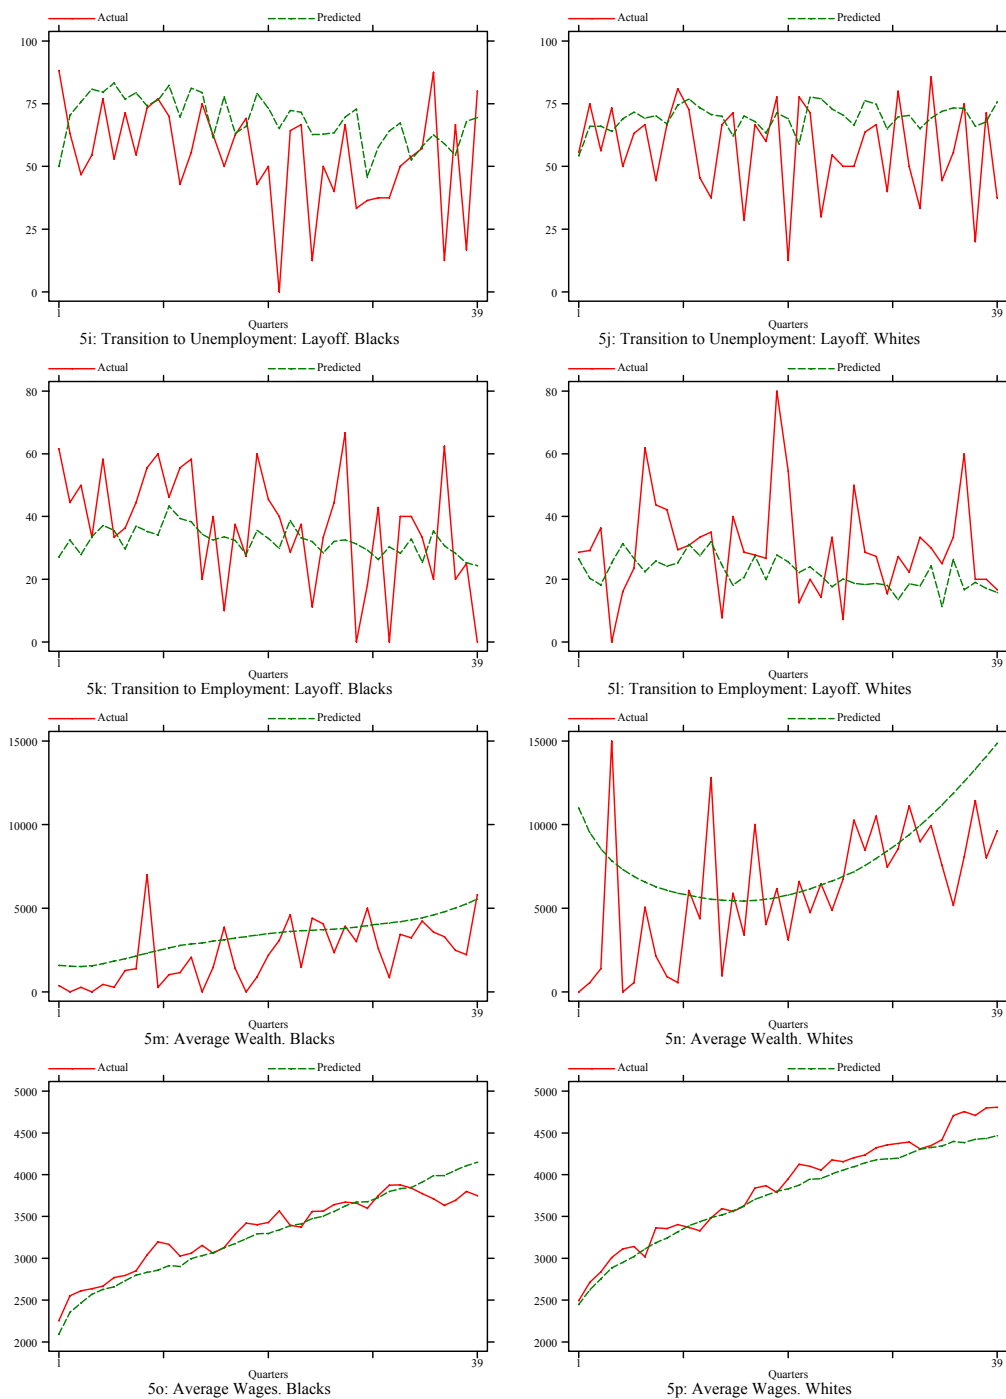 Actual Predicted
100
75
50
25
0
1 39
Quarters
5i: Transition to Unemployment: Layoff. Blacks
Actual Predicted
100
75
50
25
0
1 39
Quarters
5j: Transition to Unemployment: Layoff. Whites
Actual Predicted
80
60
40
20
0
1 39
Quarters
5k: Transition to Employment: Layoff. Blacks
Actual Predicted
80
60
40
20
0
1 39
Quarters
5l: Transition to Employment: Layoff. Whites
Actual Predicted
15000
10000
5000
0
1 39
Quarters
5m: Average Wealth. Blacks
Actual Predicted
15000
10000
5000
0
1 39
Quarters
5n: Average Wealth. Whites
Actual Predicted
5000
4500
4000
3500
3000
2500
2000
1 39
Quarters
5o: Average Wages. Blacks
Actual Predicted
5000
4500
4000
3500
3000
2500
2000
1 39
Quarters
5p: Average Wages. Whites